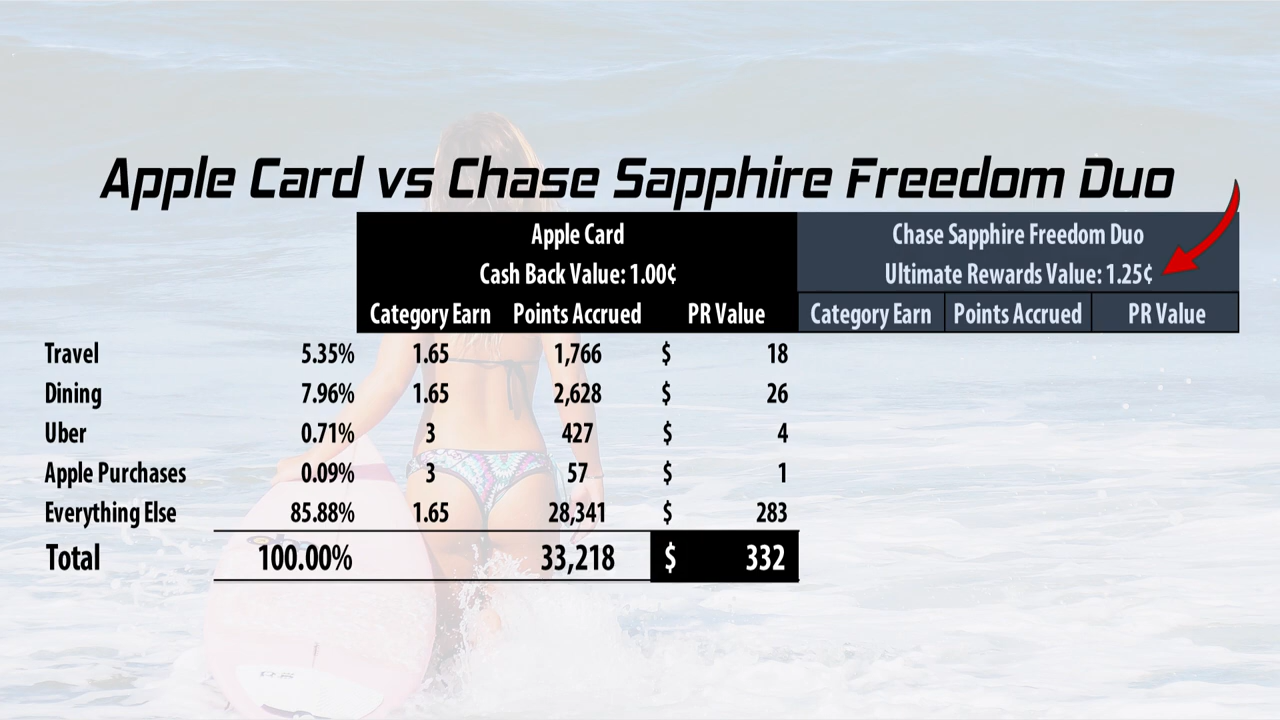 Apple Card vs Chase Sapphire Freedom Duo
Apple Card Chase Sapphire Freedom Duo
Cash Back Value: 1.00¢ Ultimate Rewards Value: 1.25¢
Category Earn Points Accrued PR Value Category Earn Points Accrued PR Value
Travel 5.35% 1.65 1,766 $ 18
Dining 7.96% 1.65 2,628 $ 26
Uber 0.71% 3 427 $ 4
Apple Purchases 0.09% 3 57 $ 1
Everything Else 85.88% 1.65 28,341 $ 283
Total 100.00% 33,218 $ 332